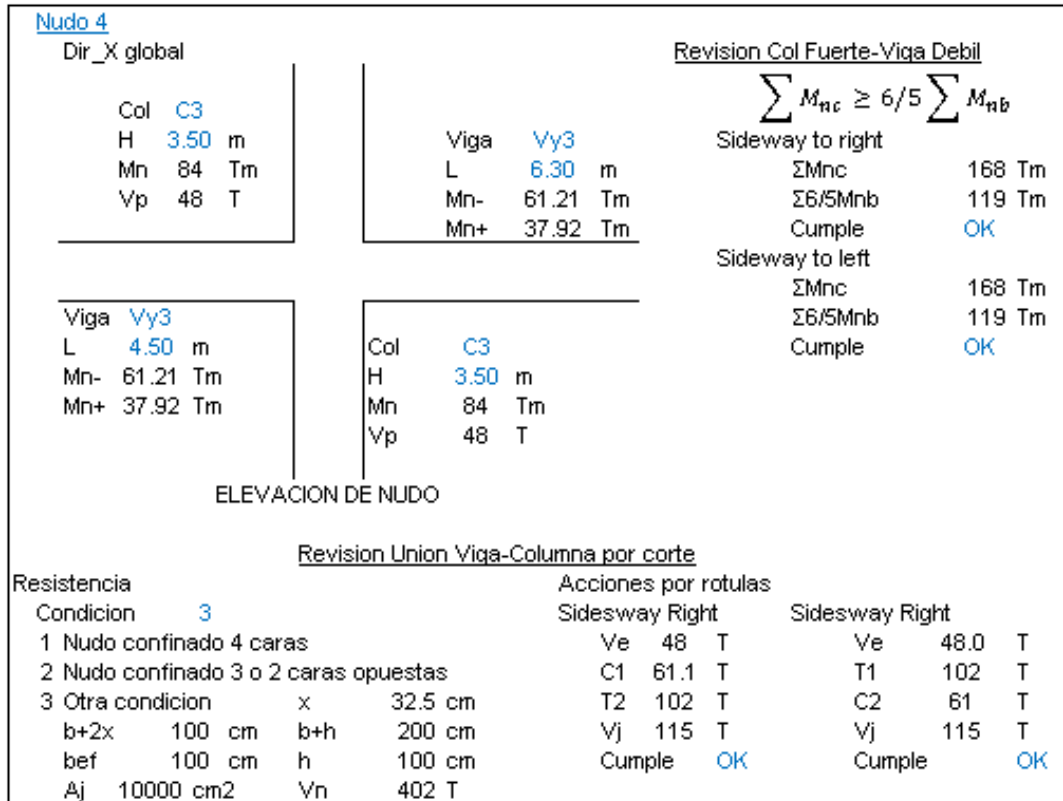 Nudo 4
Dir_X global
Col C3
H 3.50 m
Mn 84 Tm
Vp 48 T
Viga Vy3
L 6.30 m
Mn- 61.21 Tm
Mn+ 37.92 Tm
Viga Vy3
L 4.50 m
Mn- 61.21 Tm
Mn+ 37.92 Tm
Col C3
H 3.50 m
Mn 84 Tm
Vp 48 T
ELEVACION DE NUDO
Revision Col Fuerte-Viga Debil
∑ Mnc ≥ 6/5 ∑ Mnb
Sideway to right
ΣMnc 168 Tm
Σ6/5Mnb 119 Tm
Cumple OK
Sideway to left
ΣMnc 168 Tm
Σ6/5Mnb 119 Tm
Cumple OK
Revision Union Viga-Columna por corte
Resistencia
Condicion 3
1 Nudo confinado 4 caras
2 Nudo confinado 3 o 2 caras opuestas
3 Otra condicion x 32.5 cm
b+2x 100 cm b+h 200 cm
bef 100 cm h 100 cm
Aj 10000 cm2 Vn 402 T
Acciones por rotulas
Sidesway Right
Ve 48 T
C1 61.1 T
T2 102 T
Vj 115 T
Cumple OK
Sidesway Right
Ve 48.0 T
T1 102 T
C2 61 T
Vj 115 T
Cumple OK